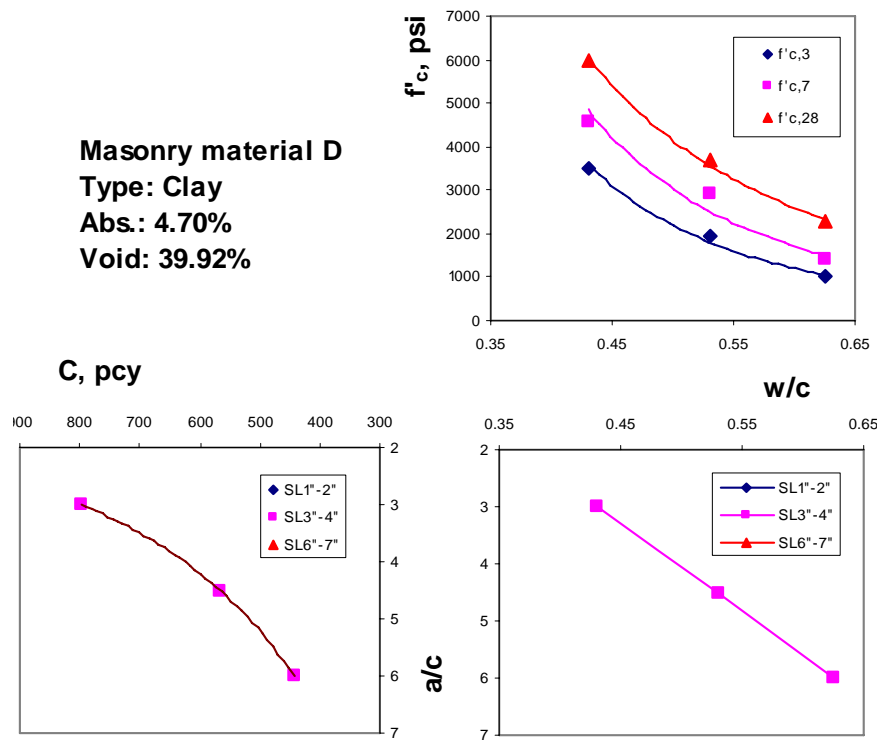 Masonry material D
Type: Clay
Abs.: 4.70%
Void: 39.92%
f'c, psi
7000
6000
5000
4000
3000
2000
1000
0
0.35
0.45
0.55
0.65
f'c,3
f'c,7
f'c,28
w/c
C, pcy
00
800
700
600
500
400
300
2
3
4
5
6
7
SL1"-2"
SL3"-4"
SL6"-7"
a/c
0.35
0.45
0.55
0.65
2
3
4
5
6
7
SL1"-2"
SL3"-4"
SL6"-7"